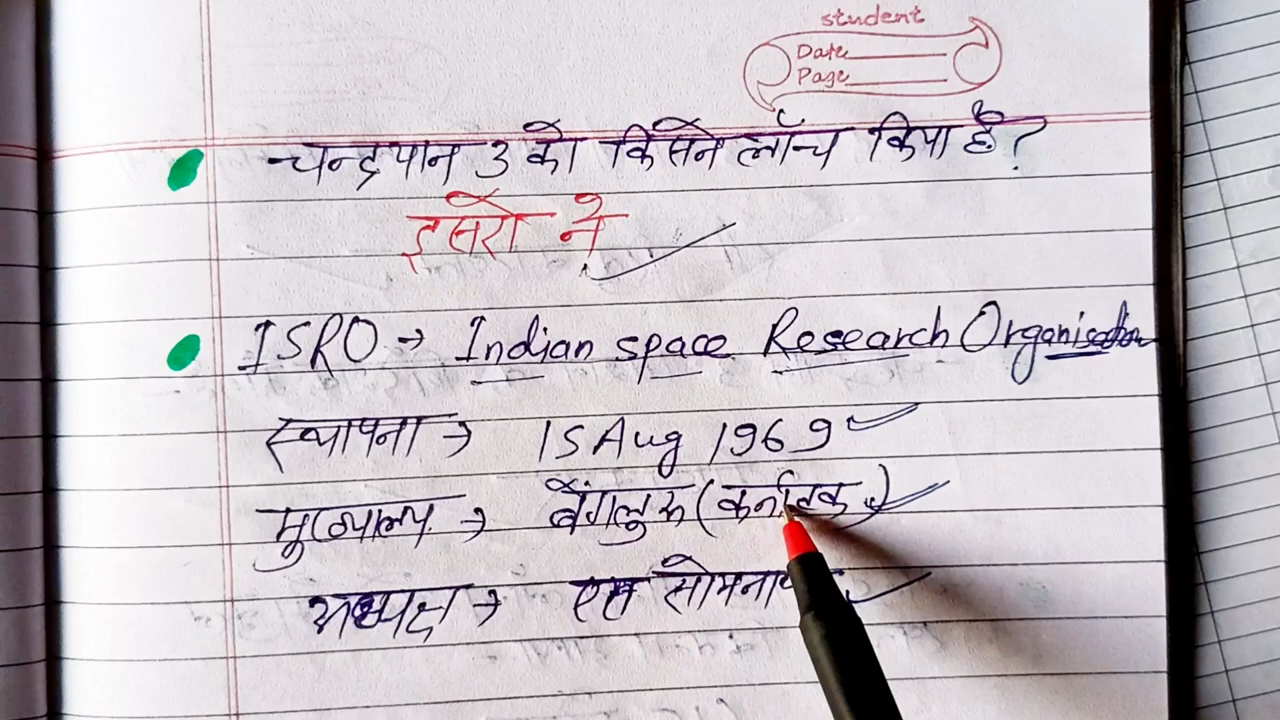 student
Date
Page
चन्द्रयान 3 को किसने लॉन्च किया है?
इसरो ने
ISRO → Indian space Research Organisation
स्थापना → 15 Aug 1969
मुख्यालय → बेंगलुरू (कर्नाटक)
अध्यक्ष → एस सोमनाथ